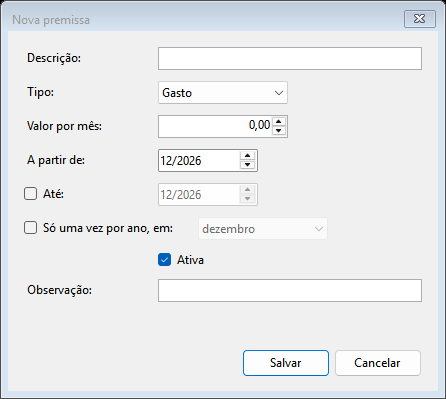 Nova premissa
Descrição:
Tipo: Gasto
Valor por mês: 0,00
A partir de: 12/2026
Até: 12/2026
Só uma vez por ano, em: dezembro
Ativa
Observação:
Salvar Cancelar